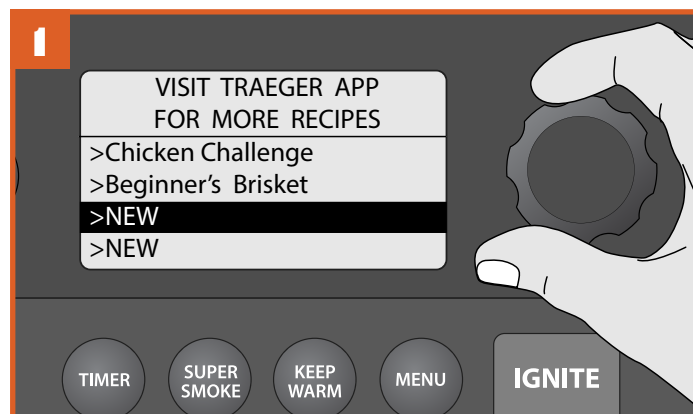 1
VISIT TRAEGER APP
FOR MORE RECIPES
>Chicken Challenge
>Beginner's Brisket
>NEW
>NEW
TIMER
SUPER
SMOKE
KEEP
WARM
MENU
IGNITE